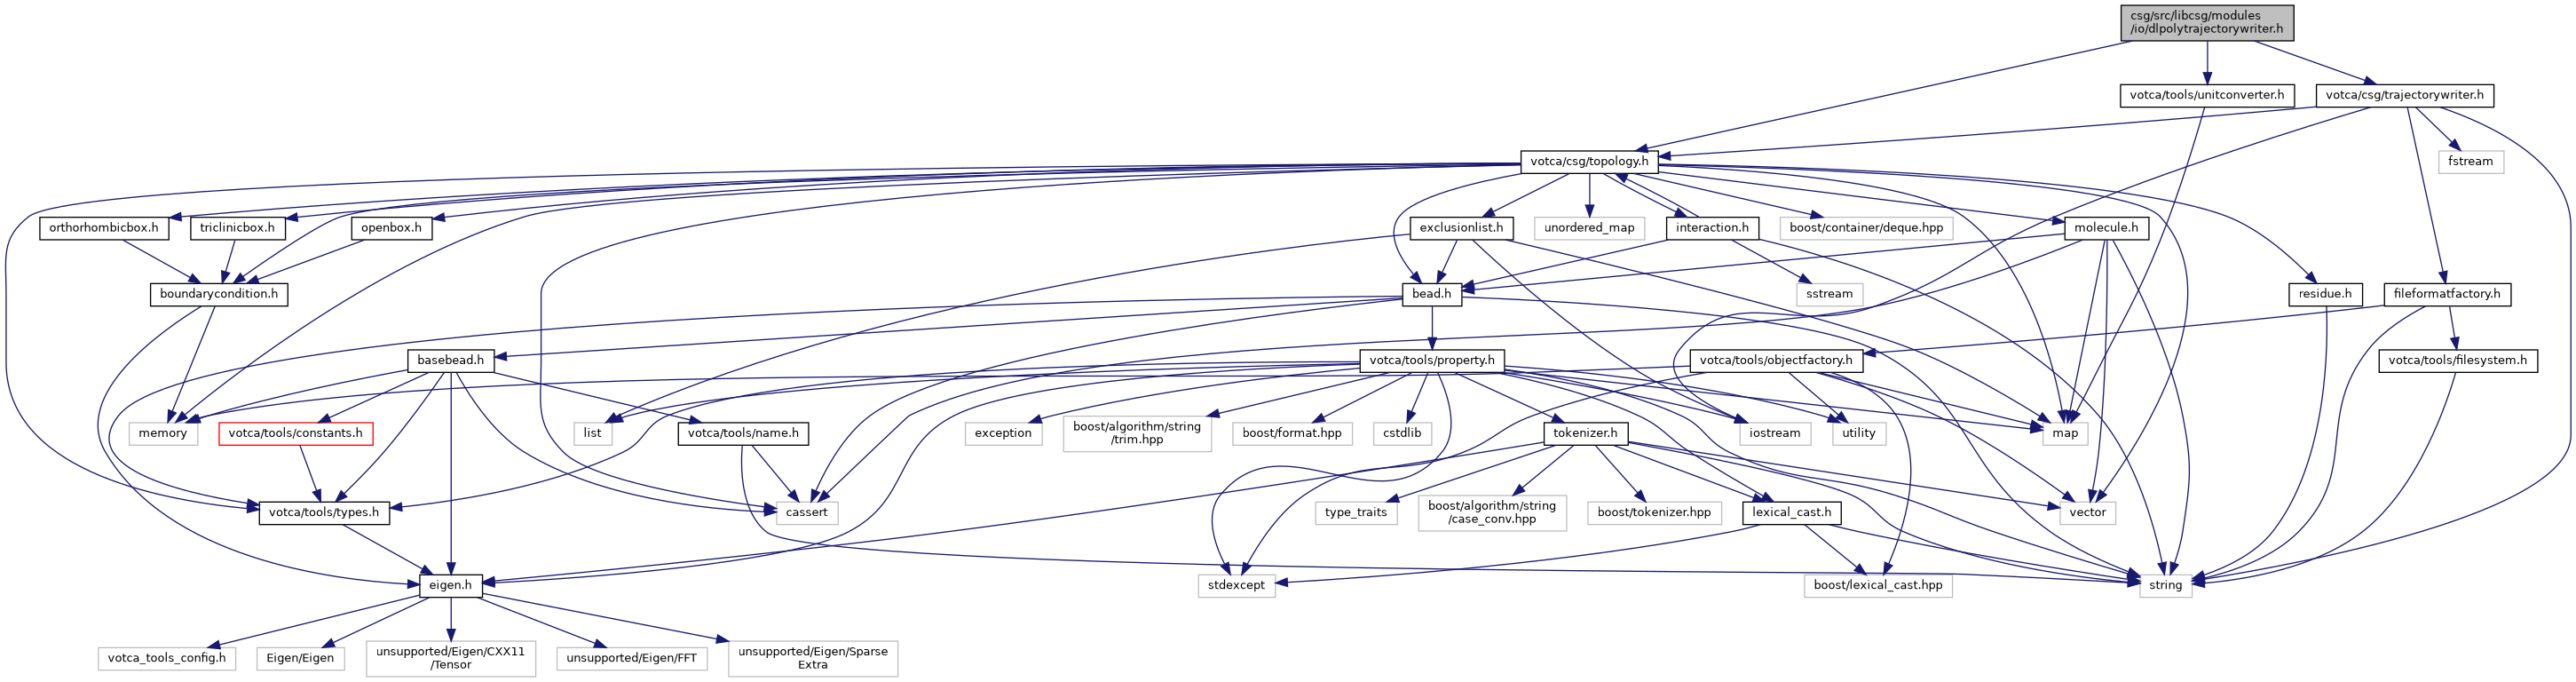 csg/src/libcsg/modules
/io/dlpolytrajectorywriter.h
votca/tools/unitconverter.h
votca/csg/trajectorywriter.h
votca/csg/topology.h
fstream
orthorhombicbox.h
triclinicbox.h
openbox.h
exclusionlist.h
unordered_map
interaction.h
boost/container/deque.hpp
molecule.h
boundarycondition.h
bead.h
sstream
residue.h
fileformatfactory.h
basebead.h
votca/tools/property.h
votca/tools/objectfactory.h
votca/tools/filesystem.h
memory
votca/tools/constants.h
list
votca/tools/name.h
exception
boost/algorithm/string
/trim.hpp
boost/format.hpp
cstdlib
tokenizer.h
iostream
utility
map
votca/tools/types.h
cassert
type_traits
boost/algorithm/string
/case_conv.hpp
boost/tokenizer.hpp
lexical_cast.h
vector
eigen.h
stdexcept
boost/lexical_cast.hpp
string
votca_tools_config.h
Eigen/Eigen
unsupported/Eigen/CXX11
/Tensor
unsupported/Eigen/FFT
unsupported/Eigen/Sparse
Extra